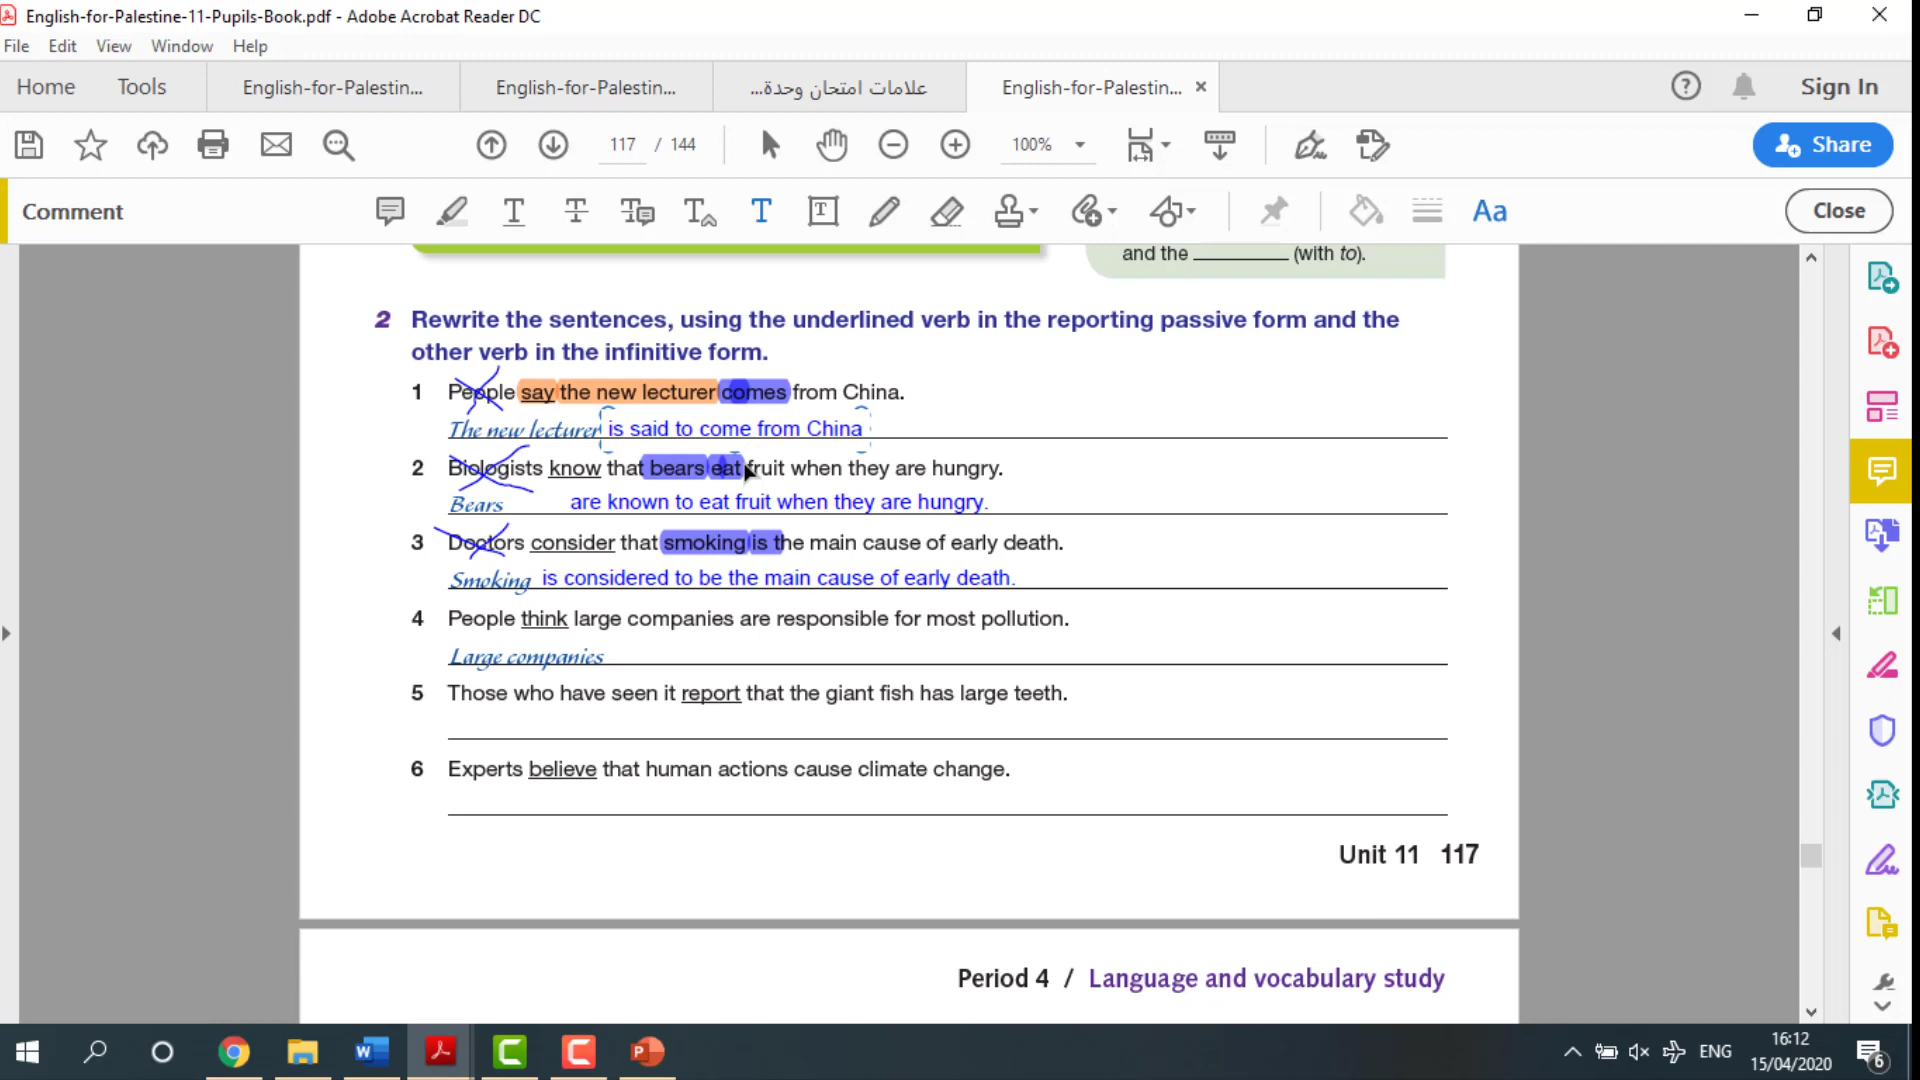 English-for-Palestine-11-Pupils-Book.pdf - Adobe Acrobat Reader DC
File Edit View Window Help
Home Tools English-for-Palestin... English-for-Palestin... علامات امتحان وحدة... English-for-Palestin... × Sign In
117 / 144 100% Share
Comment Aa Close
and the ________ (with to).
2 Rewrite the sentences, using the underlined verb in the reporting passive form and the
other verb in the infinitive form.
1 People say the new lecturer comes from China.
The new lecturer is said to come from China
2 Biologists know that bears eat fruit when they are hungry.
Bears are known to eat fruit when they are hungry.
3 Doctors consider that smoking is the main cause of early death.
Smoking is considered to be the main cause of early death.
4 People think large companies are responsible for most pollution.
Large companies
5 Those who have seen it report that the giant fish has large teeth.
6 Experts believe that human actions cause climate change.
Unit 11 117
Period 4 / Language and vocabulary study
ENG 16:12
15/04/2020 6